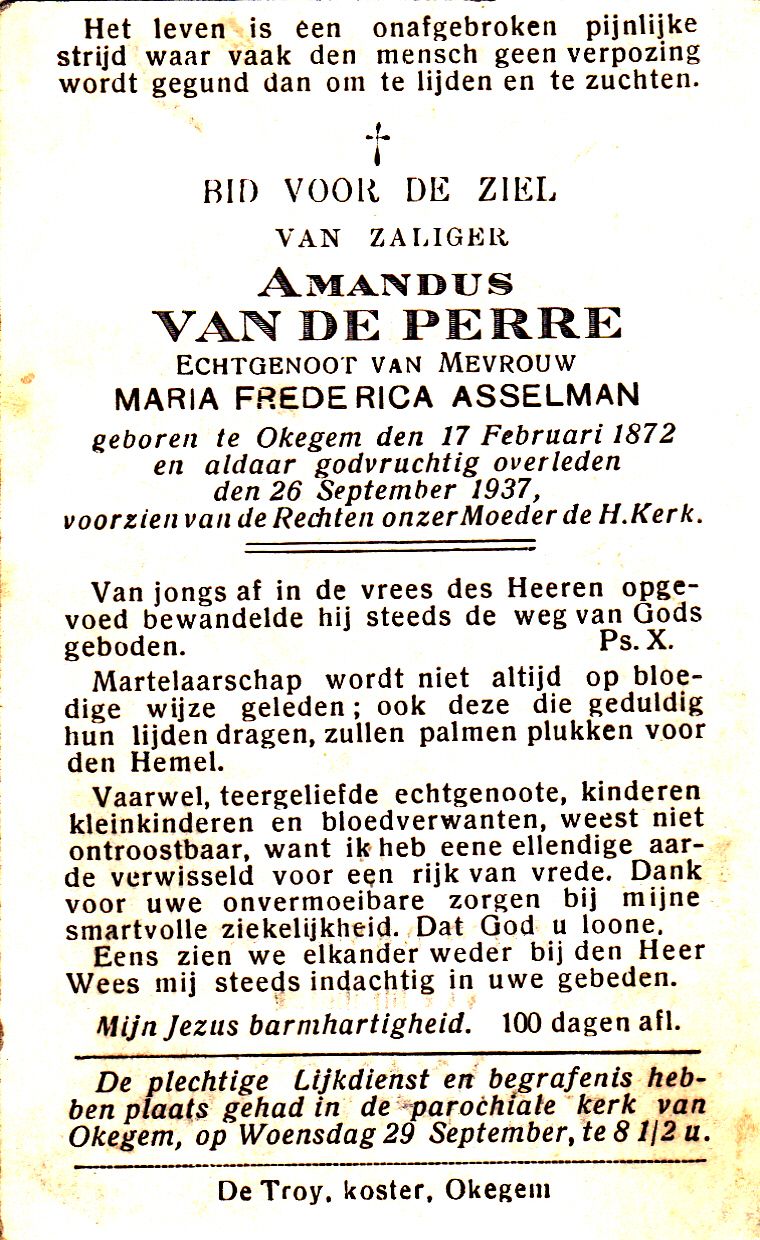 Het leven is een onafgebroken pijnlijke
strijd waar vaak den mensch geen verpozing
wordt gegund dan om te lijden en te zuchten.
BID VOOR DE ZIEL
VAN ZALIGER
AMANDUS
VAN DE PERRE
ECHTGENOOT VAN MEVROUW
MARIA FREDERICA ASSELMAN
geboren te Okegem den 17 Februari 1872
en aldaar godvruchtig overleden
den 26 September 1937,
voorzien van de Rechten onzer Moeder de H. Kerk.
Van jongs af in de vrees des Heeren opge-
voed bewandelde hij steeds de weg van Gods
geboden. Ps. X.
Martelaarschap wordt niet altijd op bloe-
dige wijze geleden ; ook deze die geduldig
hun lijden dragen, zullen palmen plukken voor
den Hemel.
Vaarwel, teergeliefde echtgenoote, kinderen
kleinkinderen en bloedverwanten, weest niet
ontroostbaar, want ik heb eene ellendige aar-
de verwisseld voor een rijk van vrede. Dank
voor uwe onvermoeibare zorgen bij mijne
smartvolle ziekelijkheid. Dat God u loone.
Eens zien we elkander weder bij den Heer
Wees mij steeds indachtig in uwe gebeden.
Mijn Jezus barmhartigheid. 100 dagen afl.
De plechtige Lijkdienst en begrafenis heb-
ben plaats gehad in de parochiale kerk van
Okegem, op Woensdag 29 September, te 8 1/2 u.
De Troy, koster, Okegem